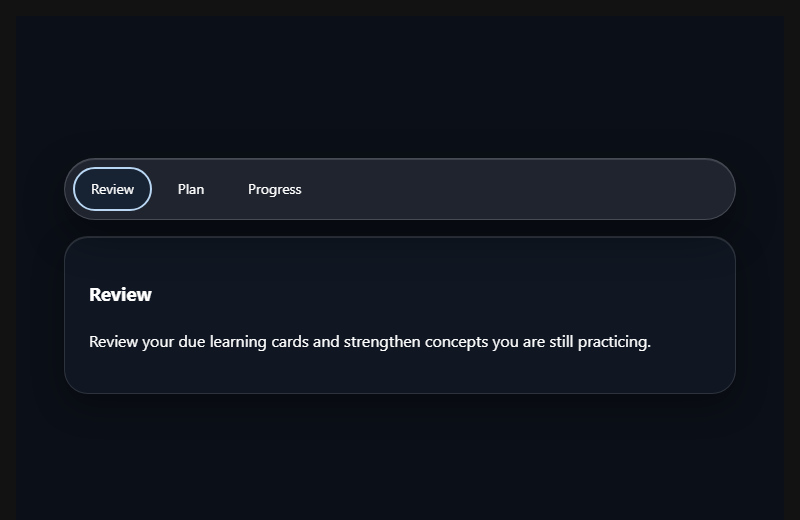 Review Plan Progress
Review
Review your due learning cards and strengthen concepts you are still practicing.